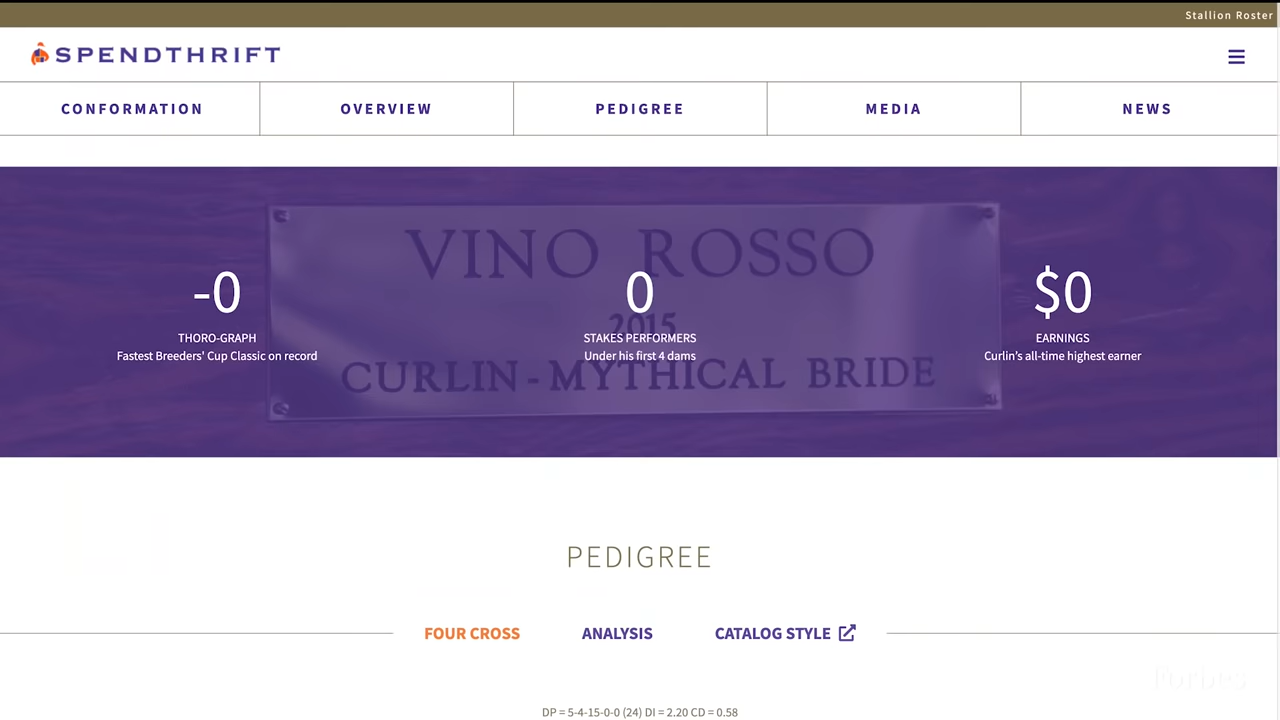 Stallion Roster
SPENDTHRIFT
CONFORMATION
OVERVIEW
PEDIGREE
MEDIA
NEWS
VINO ROSSO
2015
CURLIN - MYTHICAL BRIDE
-0
THORO-GRAPH
Fastest Breeders' Cup Classic on record
0
STAKES PERFORMERS
Under his first 4 dams
$0
EARNINGS
Curlin's all-time highest earner
PEDIGREE
FOUR CROSS
ANALYSIS
CATALOG STYLE
Forbes
DP = 5-4-15-0-0 (24) DI = 2.20 CD = 0.58